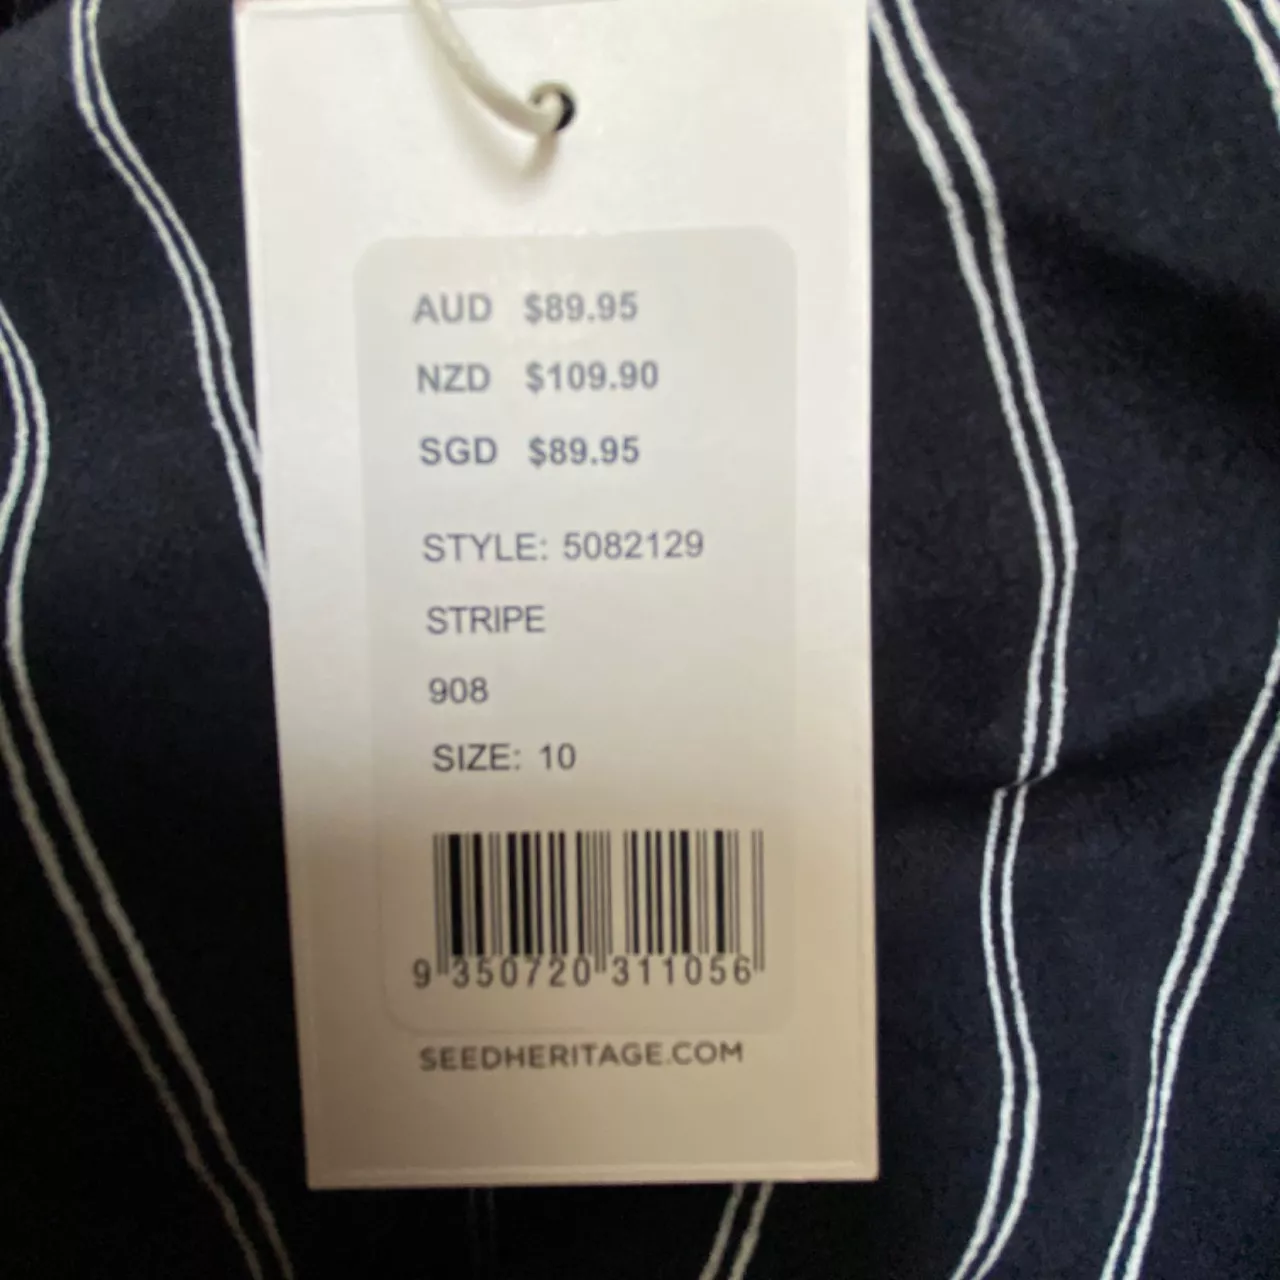 AUD $89.95
NZD $109.90
SGD $89.95
STYLE: 5082129
STRIPE
908
SIZE: 10
9 350720 311056
SEEDHERITAGE.COM